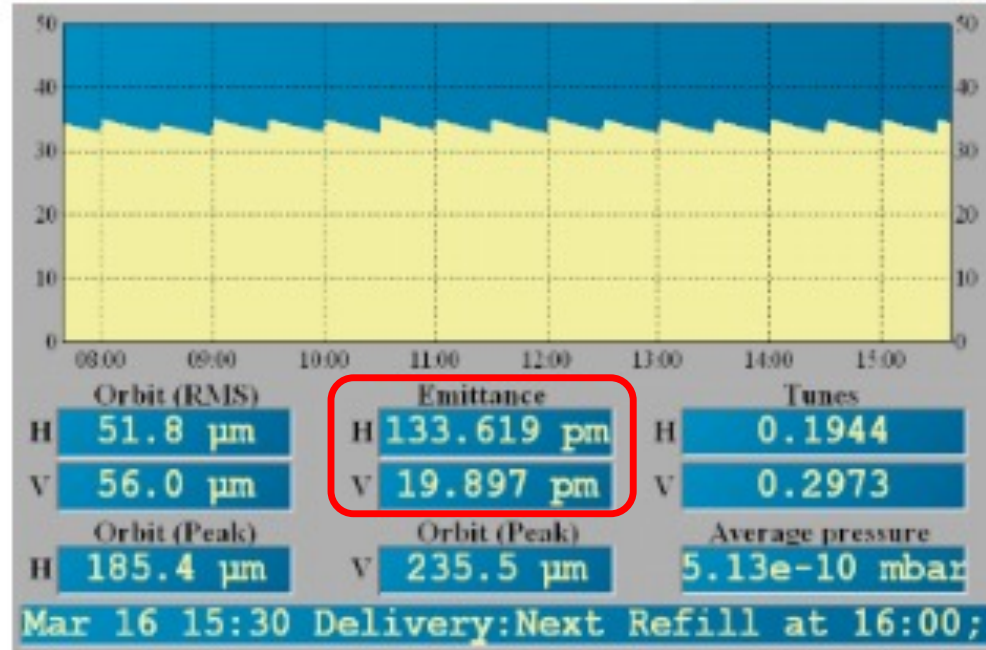 50 50
40 40
30 30
20 20
10 10
0 0
08:00 09:00 10:00 11:00 12:00 13:00 14:00 15:00
Orbit (RMS) Emittance Tunes
H 51.8 µm H 133.619 pm H 0.1944
V 56.0 µm V 19.897 pm V 0.2973
Orbit (Peak) Orbit (Peak) Average pressure
H 185.4 µm V 235.5 µm 5.13e-10 mbar
Mar 16 15:30 Delivery:Next Refill at 16:00;